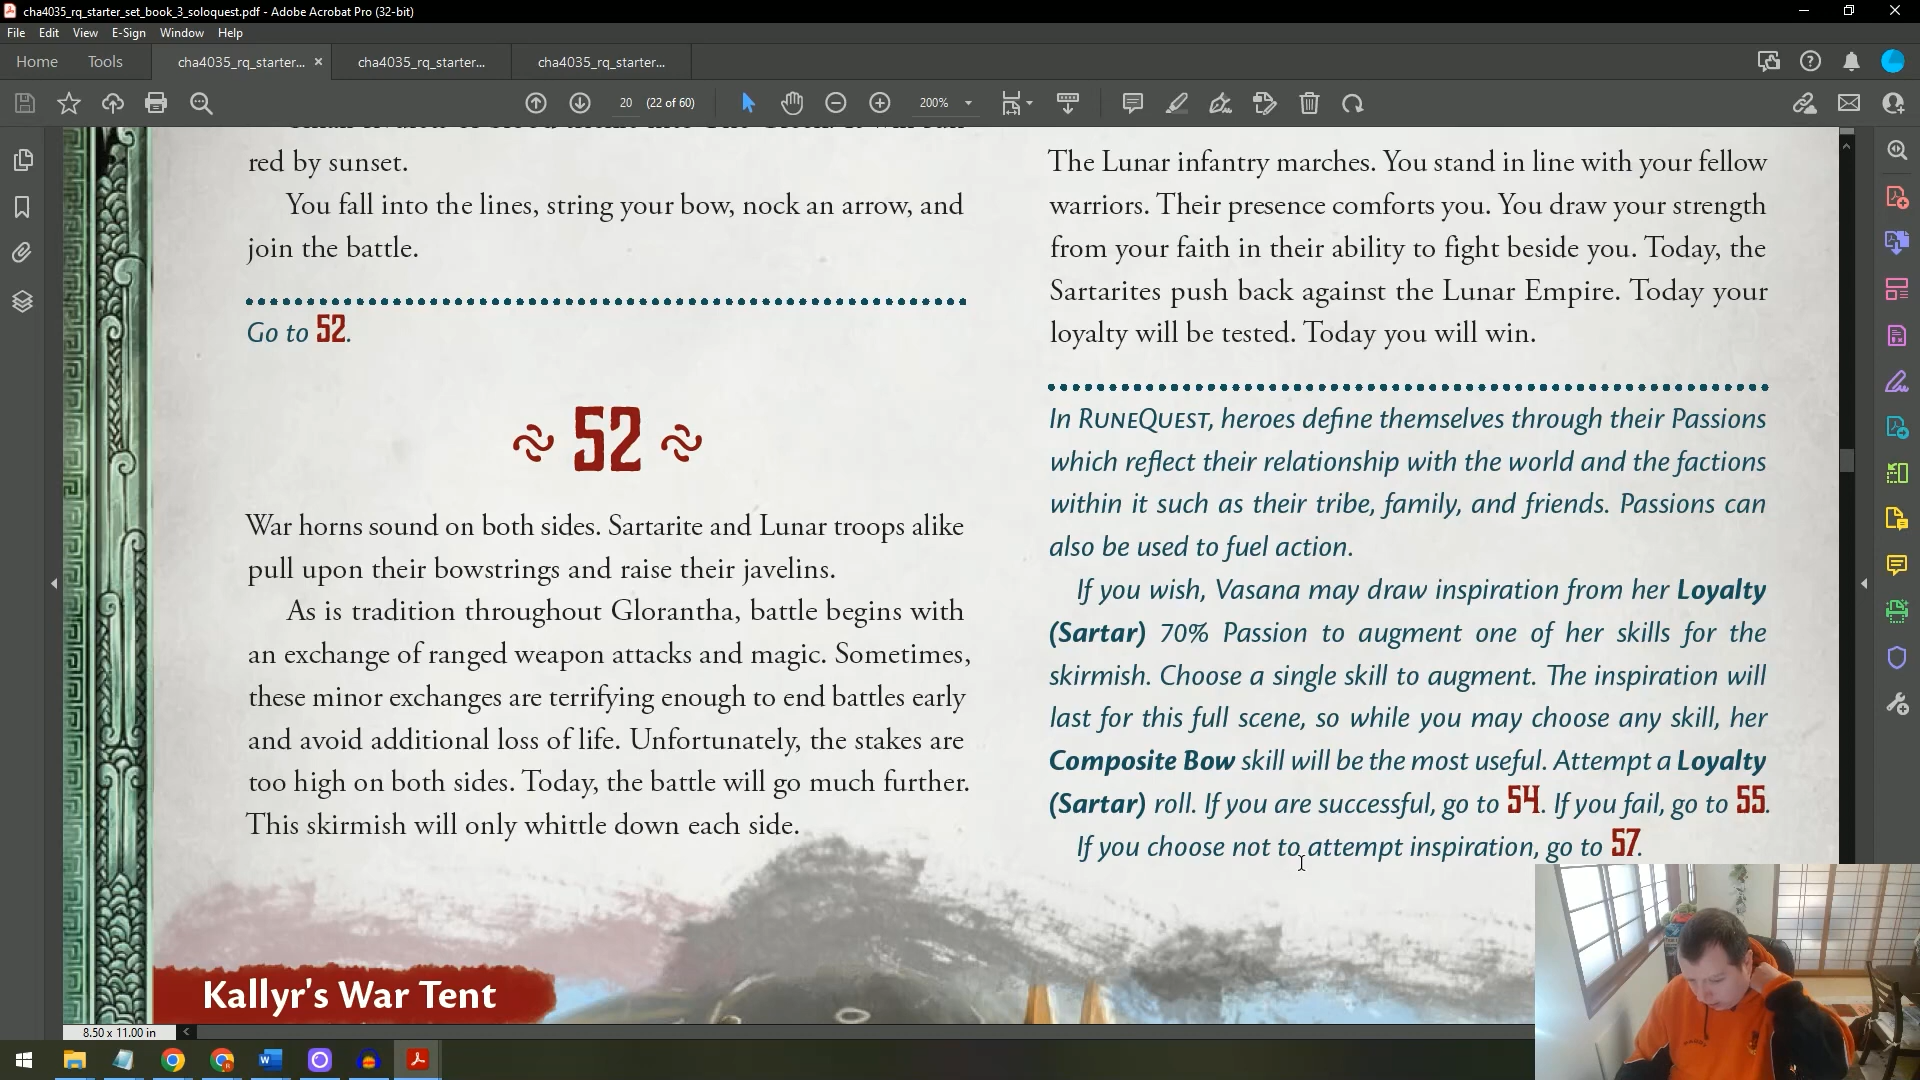 cha4035_rq_starter_set_book_3_soloquest.pdf - Adobe Acrobat Pro (32-bit)
File Edit View E-Sign Window Help
Home Tools cha4035_rq_starter... × cha4035_rq_starter... cha4035_rq_starter...
20 (22 of 60) 200%
red by sunset.
You fall into the lines, string your bow, nock an arrow, and
join the battle.
Go to 52.
52
War horns sound on both sides. Sartarite and Lunar troops alike
pull upon their bowstrings and raise their javelins.
As is tradition throughout Glorantha, battle begins with
an exchange of ranged weapon attacks and magic. Sometimes,
these minor exchanges are terrifying enough to end battles early
and avoid additional loss of life. Unfortunately, the stakes are
too high on both sides. Today, the battle will go much further.
This skirmish will only whittle down each side.
The Lunar infantry marches. You stand in line with your fellow
warriors. Their presence comforts you. You draw your strength
from your faith in their ability to fight beside you. Today, the
Sartarites push back against the Lunar Empire. Today your
loyalty will be tested. Today you will win.
In RUNEQUEST, heroes define themselves through their Passions
which reflect their relationship with the world and the factions
within it such as their tribe, family, and friends. Passions can
also be used to fuel action.
If you wish, Vasana may draw inspiration from her Loyalty
(Sartar) 70% Passion to augment one of her skills for the
skirmish. Choose a single skill to augment. The inspiration will
last for this full scene, so while you may choose any skill, her
Composite Bow skill will be the most useful. Attempt a Loyalty
(Sartar) roll. If you are successful, go to 54. If you fail, go to 55.
If you choose not to attempt inspiration, go to 57.
Kallyr's War Tent
8.50 x 11.00 in